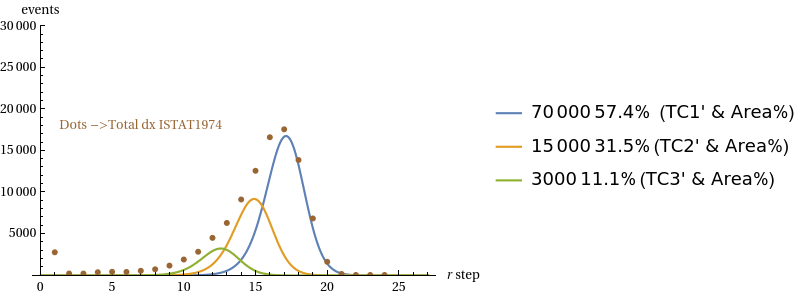 events
30 000
25 000
20 000
15 000
10 000
5000
0
5
10
15
20
25
r step
Dots −>Total dx ISTAT1974
70 000 57.4% (TC1' & Area%)
15 000 31.5% (TC2' & Area%)
3000 11.1% (TC3' & Area%)